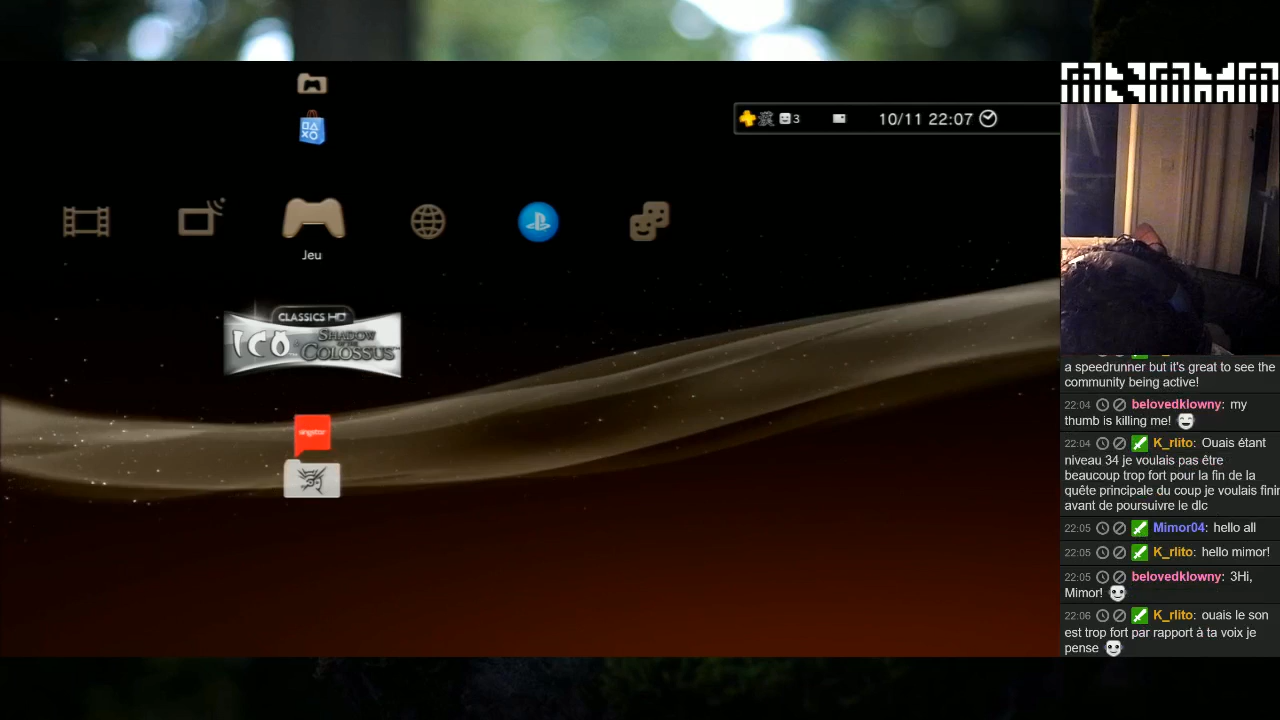 3 10/11 22:07
Jeu
CLASSICS HD
ICO & SHADOW
OF THE
COLOSSUS™
singstar
a speedrunner but it's great to see the
community being active!
22:04 belovedklowny: my
thumb is killing me!
22:04 K_rlito: Ouais étant
niveau 34 je voulais pas être
beaucoup trop fort pour la fin de la
quête principale du coup je voulais finir
avant de poursuivre le dlc
22:05 Mimor04: hello all
22:05 K_rlito: hello mimor!
22:05 belovedklowny: 3Hi,
Mimor!
22:06 K_rlito: ouais le son
est trop fort par rapport à ta voix je
pense